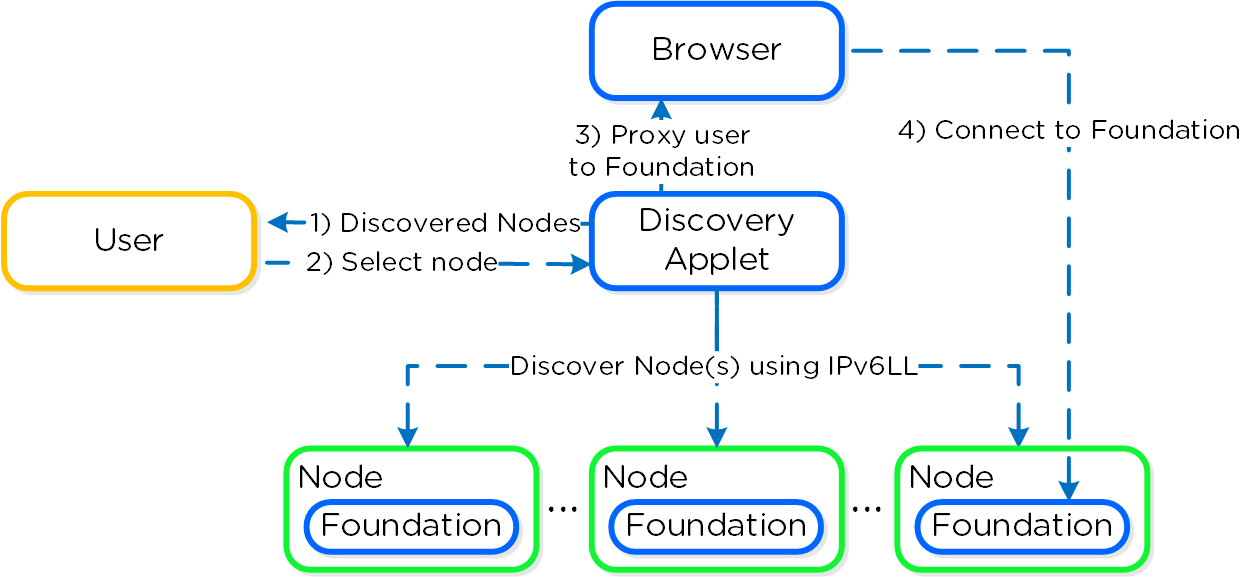 Browser
3) Proxy user
to Foundation
4) Connect to Foundation
User
1) Discovered Nodes
2) Select node
Discovery
Applet
Discover Node(s) using IPv6LL
Node
Foundation
...
Node
Foundation
...
Node
Foundation